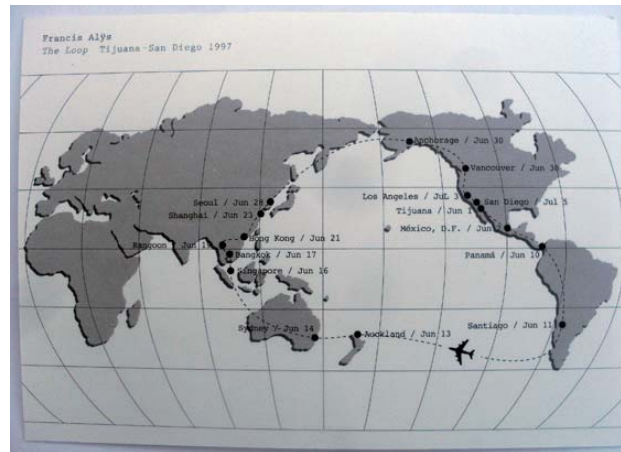 Francis Alÿs
The Loop Tijuana-San Diego 1997
Anchorage / Jun 30
Vancouver / Jun 30
Seoul / Jun 28
Los Angeles / Jul 3
San Diego / Jul 5
Shanghai / Jun 23
Tijuana / Jun 1
Hong Kong / Jun 21
México, D.F. / Jun
Rangoon / Jun 19
Bangkok / Jun 17
Panamá / Jun 10
Singapore / Jun 16
Sydney / Jun 14
Auckland / Jun 13
Santiago / Jun 11